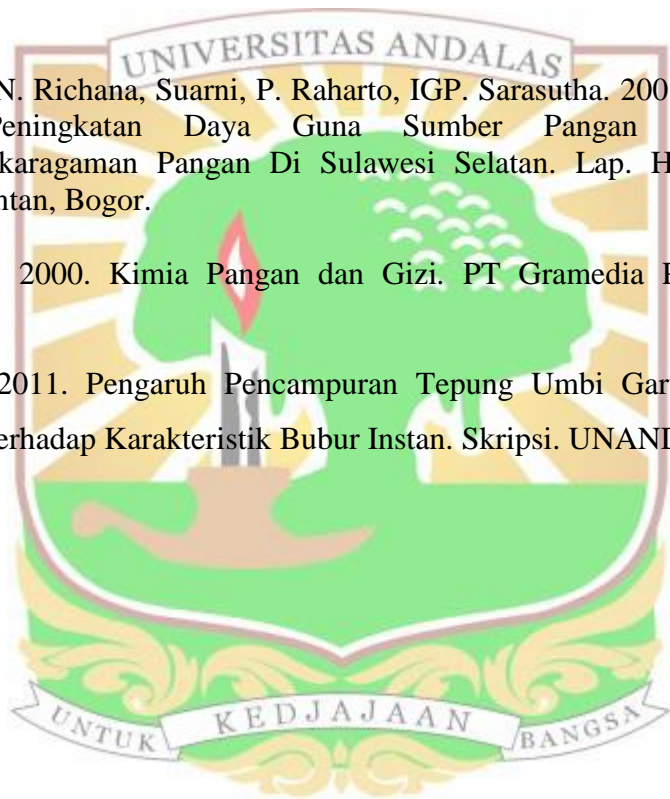 UNIVERSITAS ANDALAS
N. Richana, Suarni, P. Raharto, IGP. Sarasutha. 200
Peningkatan Daya Guna Sumber Pangan
karagaman Pangan Di Sulawesi Selatan. Lap. H
ntan, Bogor.
2000. Kimia Pangan dan Gizi. PT Gramedia P
2011. Pengaruh Pencampuran Tepung Umbi Gar
erhadap Karakteristik Bubur Instan. Skripsi. UNAND
UNTUK KEDJAJAAN BANGSA